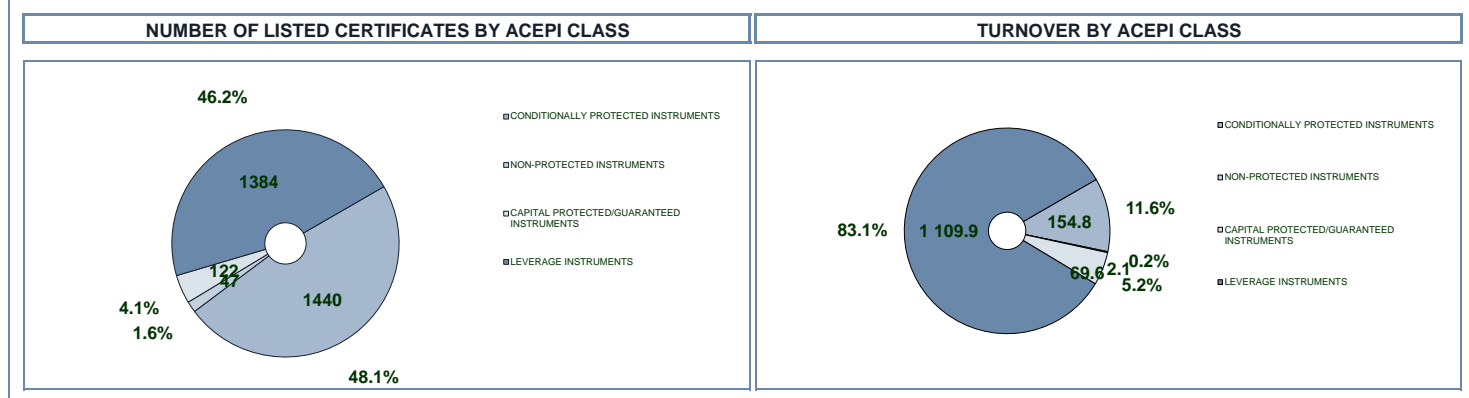 NUMBER OF LISTED CERTIFICATES BY ACEPI CLASS
46.2%
1384
122
47
1440
4.1%
1.6%
48.1%
CONDITIONALLY PROTECTED INSTRUMENTS
NON-PROTECTED INSTRUMENTS
CAPITAL PROTECTED/GUARANTEED
INSTRUMENTS
LEVERAGE INSTRUMENTS
TURNOVER BY ACEPI CLASS
83.1%
1 109.9
154.8
11.6%
69.6
2.1
0.2%
5.2%
CONDITIONALLY PROTECTED INSTRUMENTS
NON-PROTECTED INSTRUMENTS
CAPITAL PROTECTED/GUARANTEED
INSTRUMENTS
LEVERAGE INSTRUMENTS